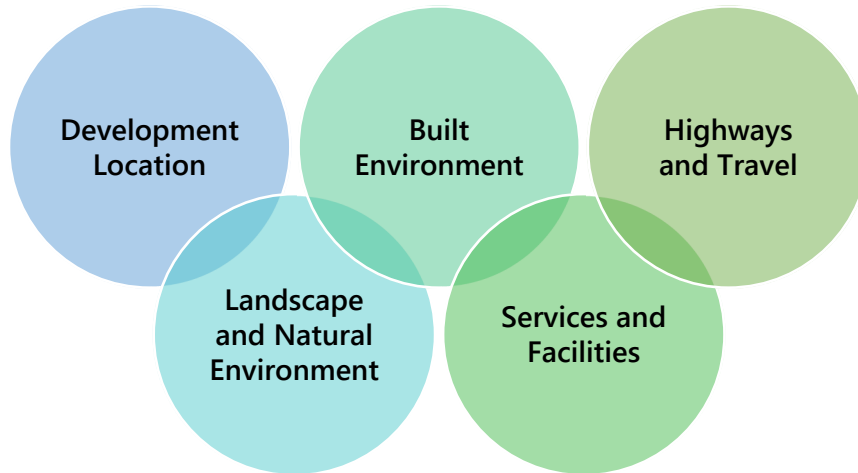 Development
Location
Built
Environment
Highways
and Travel
Landscape
and Natural
Environment
Services and
Facilities